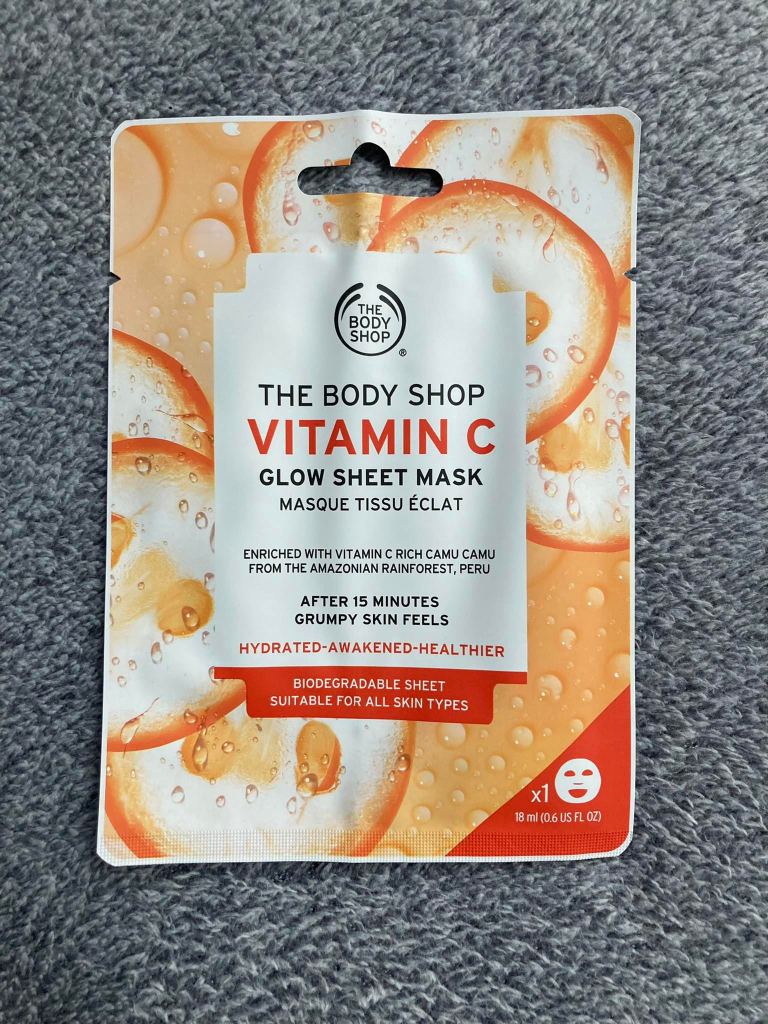 THE
BODY
SHOP
®
THE BODY SHOP
VITAMIN C
GLOW SHEET MASK
MASQUE TISSU ÉCLAT
ENRICHED WITH VITAMIN C RICH CAMU CAMU
FROM THE AMAZONIAN RAINFOREST, PERU
AFTER 15 MINUTES
GRUMPY SKIN FEELS
HYDRATED-AWAKENED-HEALTHIER
BIODEGRADABLE SHEET
SUITABLE FOR ALL SKIN TYPES
x1
18 ml (0.6 US FL OZ)